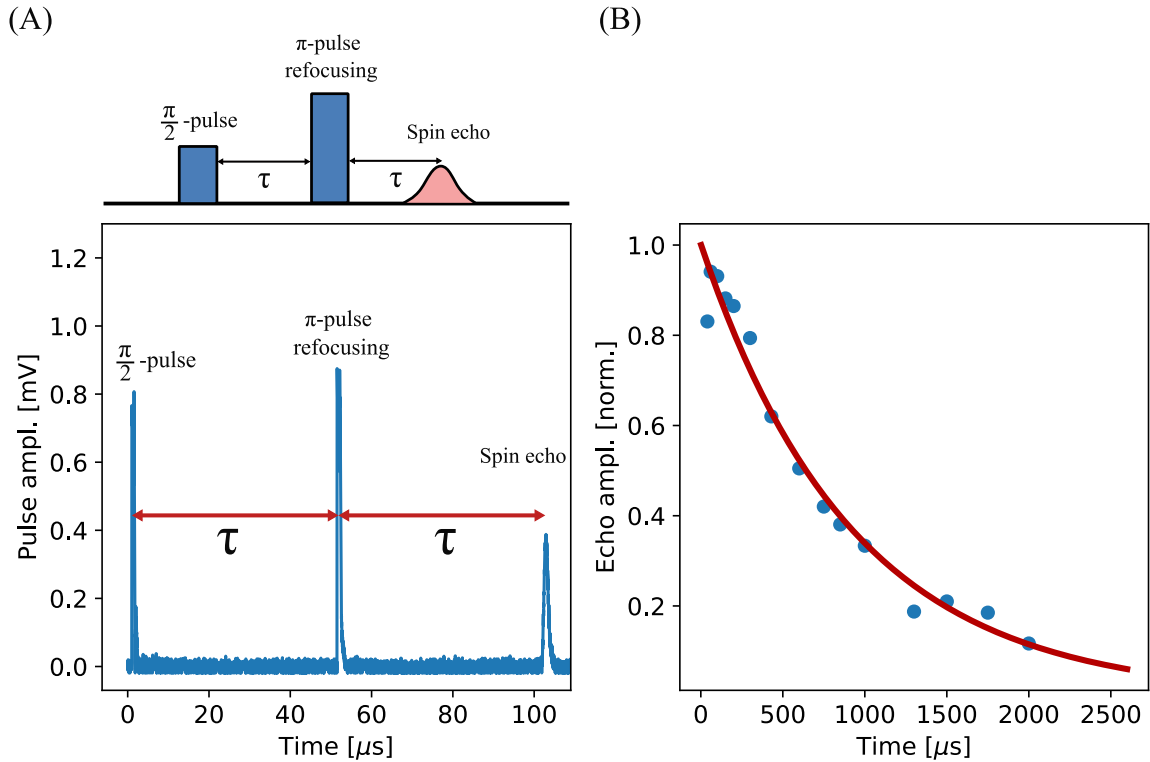 (A)
(B)
π-pulse
refocusing
π/2 -pulse
Spin echo
τ
τ
1.2
1.0
0.8
0.6
0.4
0.2
0.0
Pulse ampl. [mV]
π/2 -pulse
π-pulse
refocusing
Spin echo
τ
τ
0 20 40 60 80 100
Time [μs]
1.0
0.8
0.6
0.4
0.2
Echo ampl. [norm.]
0 500 1000 1500 2000 2500
Time [μs]